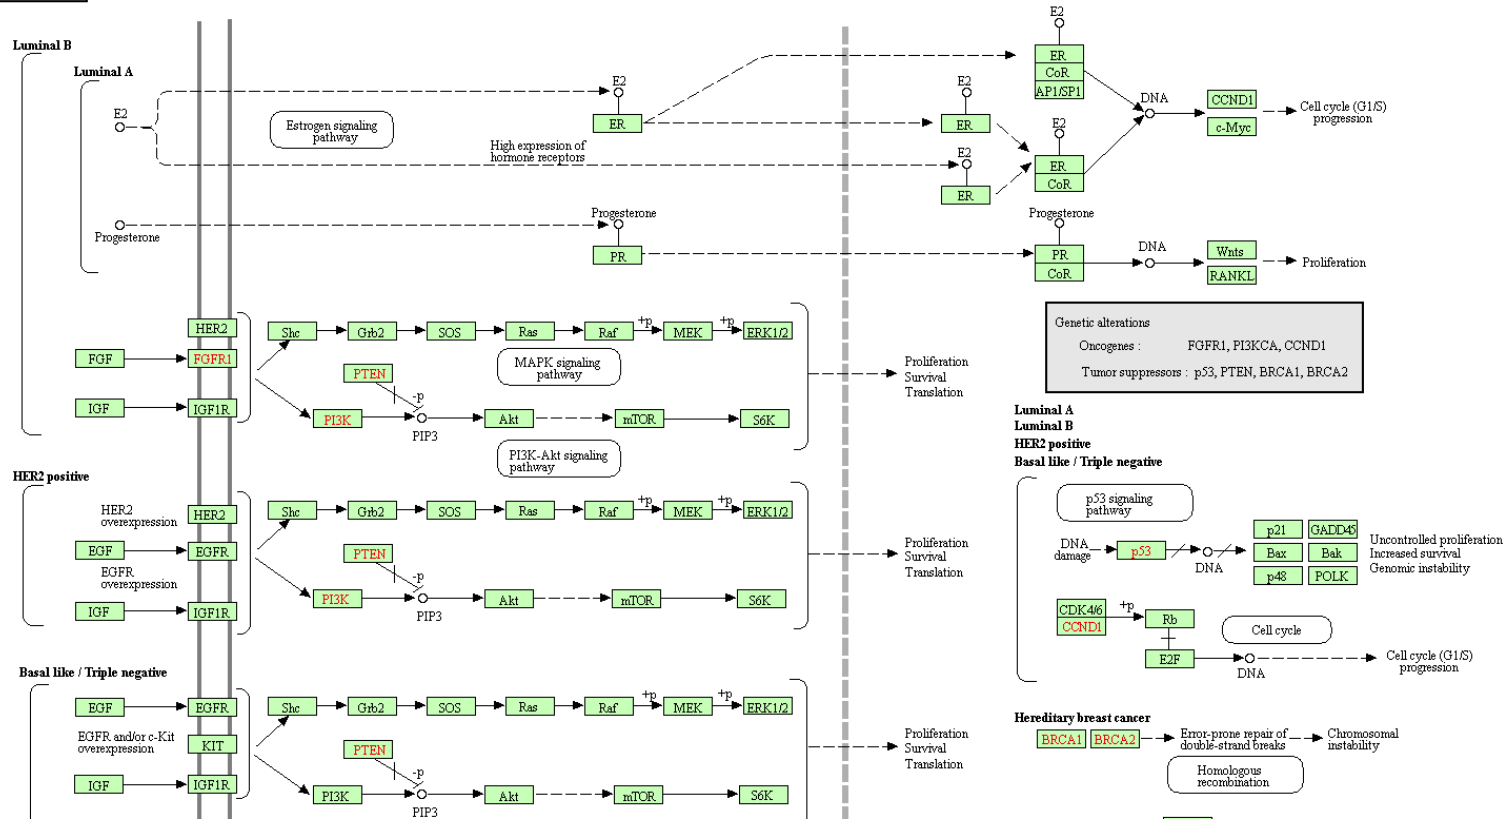 Luminal B
Luminal A
E2
Estrogen signaling
pathway
High expression of
hormone receptors
E2
ER
E2
ER
E2
ER
E2
ER
CoR
AP1/SP1
E2
ER
CoR
DNA
CCND1
c-Myc
Cell cycle (G1/S)
progression
Progesterone
Progesterone
PR
Progesterone
PR
CoR
DNA
Wnts
RANKL
Proliferation
HER2
FGF
FGFR1
IGF
IGF1R
Shc
Grb2
SOS
Ras
Raf
+p
MEK
+p
ERK1/2
MAPK signaling
pathway
PTEN
-p
PI3K
PIP3
Akt
mTOR
S6K
PI3K-Akt signaling
pathway
Proliferation
Survival
Translation
HER2 positive
HER2
overexpression
HER2
EGF
EGFR
EGFR
overexpression
IGF
IGF1R
Shc
Grb2
SOS
Ras
Raf
+p
MEK
+p
ERK1/2
PTEN
-p
PI3K
PIP3
Akt
mTOR
S6K
Proliferation
Survival
Translation
Basal like / Triple negative
EGF
EGFR
EGFR and/or c-Kit
overexpression
KIT
IGF
IGF1R
Shc
Grb2
SOS
Ras
Raf
+p
MEK
+p
ERK1/2
PTEN
-p
PI3K
PIP3
Akt
mTOR
S6K
Proliferation
Survival
Translation
Genetic alterations
Oncogenes : FGFR1, PI3KCA, CCND1
Tumor suppressors : p53, PTEN, BRCA1, BRCA2
Luminal A
Luminal B
HER2 positive
Basal like / Triple negative
p53 signaling
pathway
DNA
damage
p53
DNA
p21
GADD45
Bax
Bak
p48
POLK
Uncontrolled proliferation
Increased survival
Genomic instability
CDK4/6
CCND1
+p
Rb
E2F
Cell cycle
DNA
Cell cycle (G1/S)
progression
Hereditary breast cancer
BRCA1
BRCA2
Error-prone repair of
double-strand breaks
Chromosomal
instability
Homologous
recombination